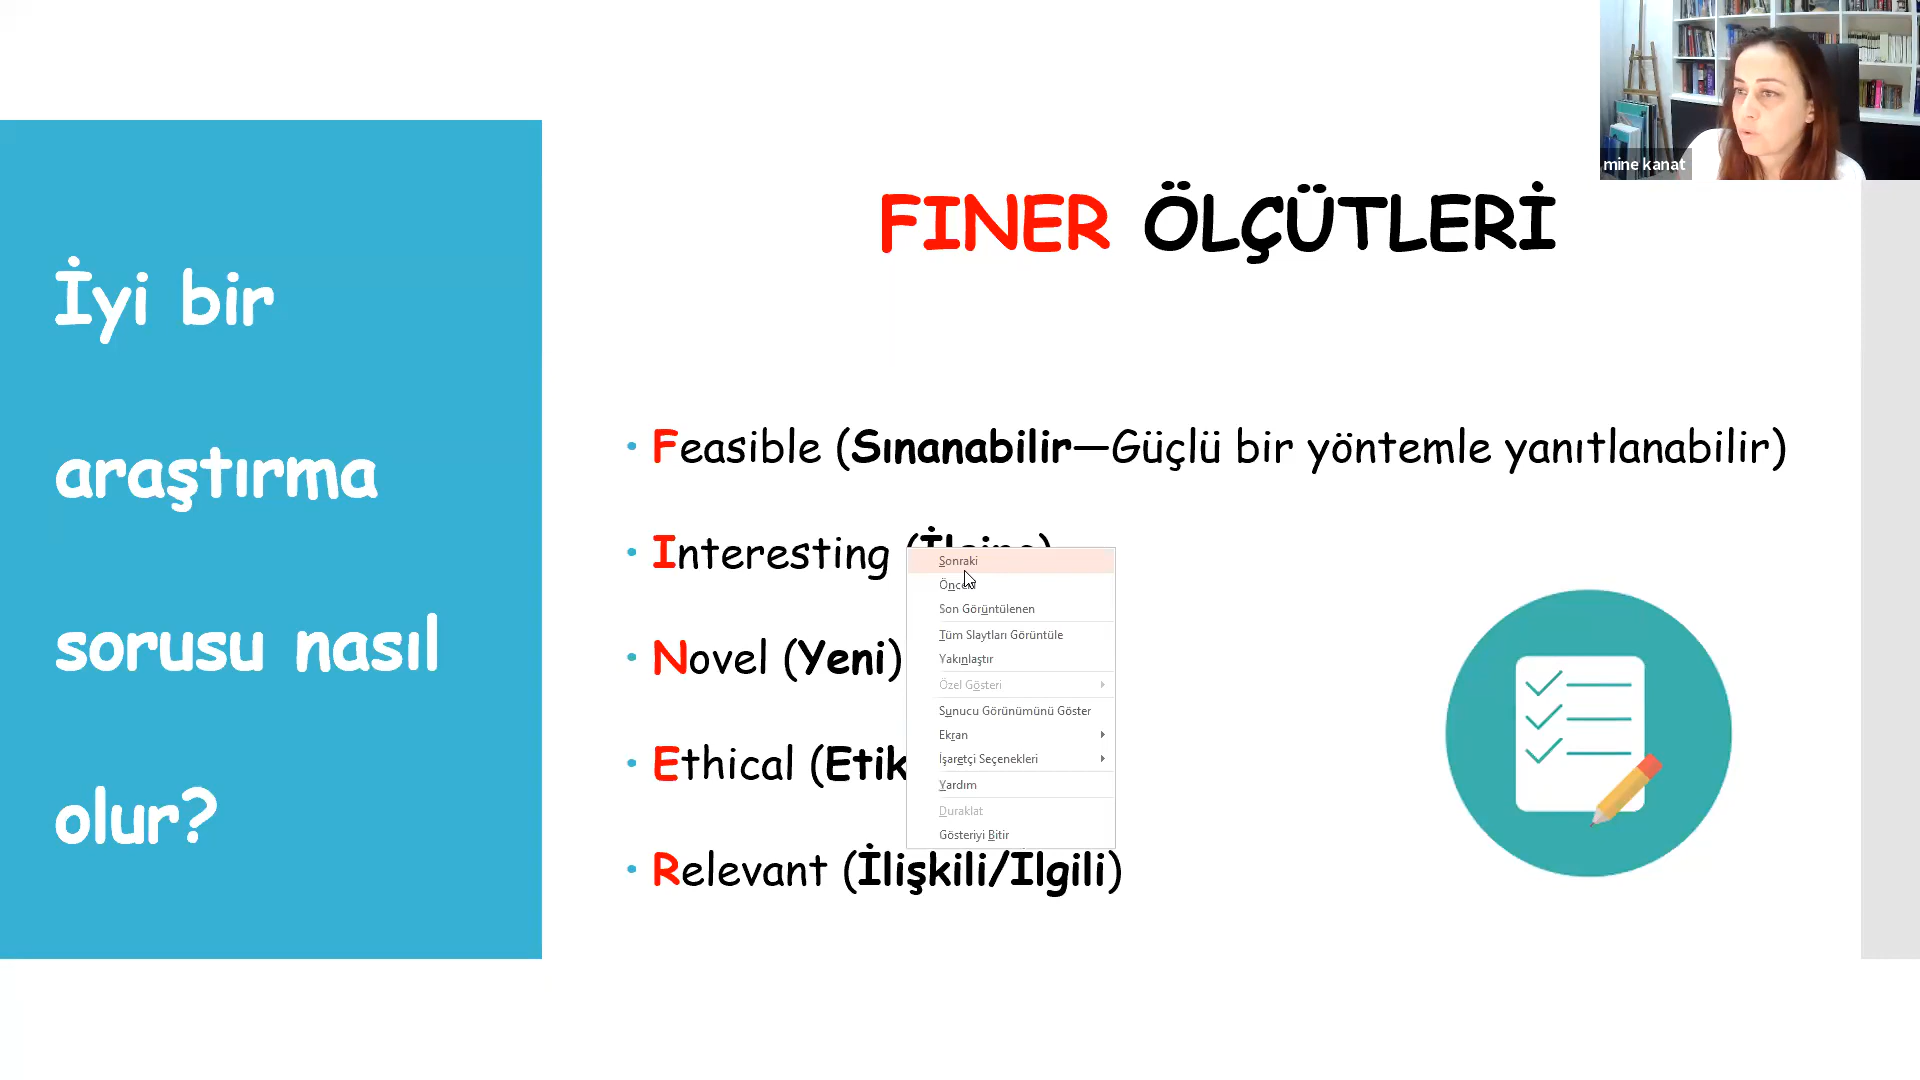 mine kanat
FINER ÖLÇÜTLERİ
İyi bir
araştırma
sorusu nasıl
olur?
• Feasible (Sınanabilir—Güçlü bir yöntemle yanıtlanabilir)
• Interesting
• Novel (Yeni)
• Ethical (Etik
• Relevant (İlişkili/Ilgili)
Sonraki
Son Görüntülenen
Tüm Slaytları Görüntüle
Yakınlaştır
Özel Gösteri
Sunucu Görünümünü Göster
Ekran
İşaretçi Seçenekleri
Yardım
Duraklat
Gösteriyi Bitir